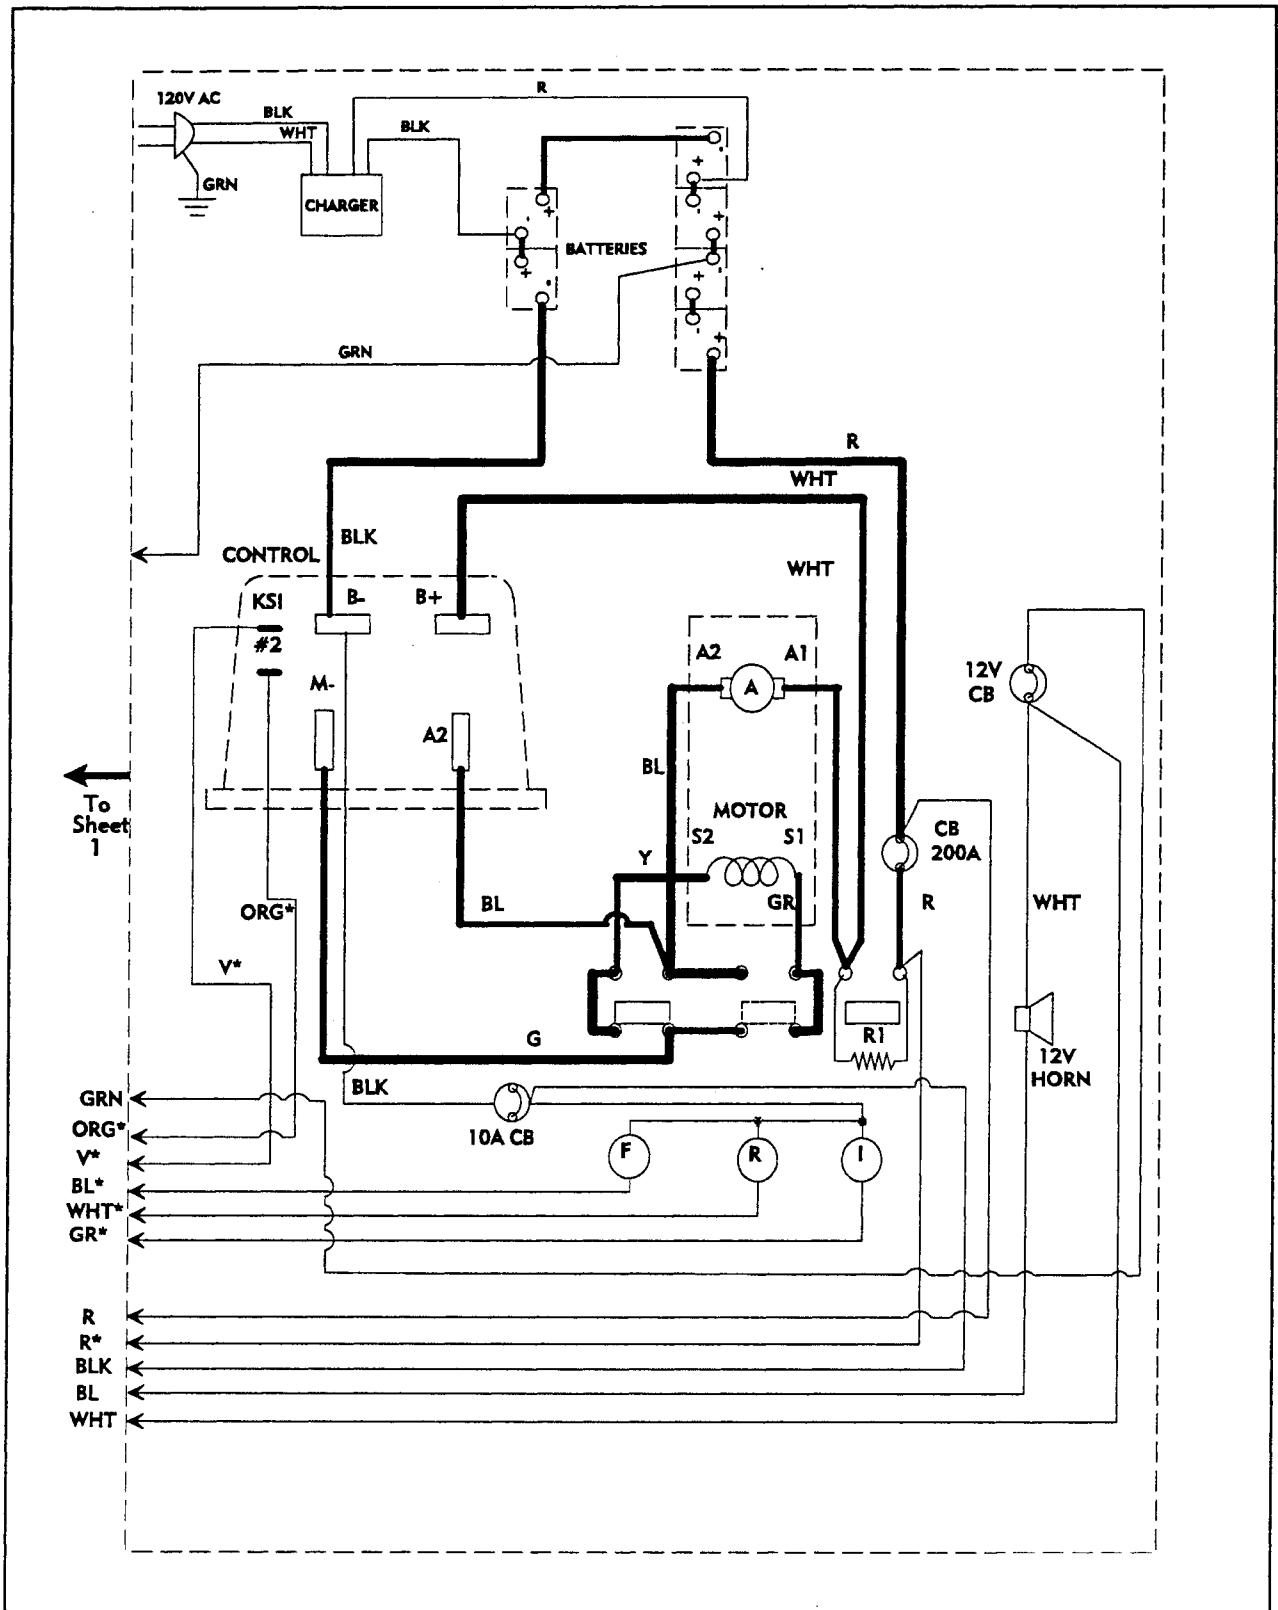 120V AC
R
BLK
WHT
BLK
GRN
CHARGER
-
+
-
+
+
-
BATTERIES
-
+
-
+
-
+
-
+
GRN
R
WHT
BLK
CONTROL
WHT
KSI
B-
B+
#2
A2
A1
12V
CB
M-
A
A2
BL
To
Sheet
1
MOTOR
CB
200A
S2
S1
Y
BL
GR
R
WHT
ORG*
V*
G
R1
12V
HORN
BLK
GRN
10A CB
ORG*
F
R
I
V*
BL*
WHT*
GR*
R
R*
BLK
BL
WHT